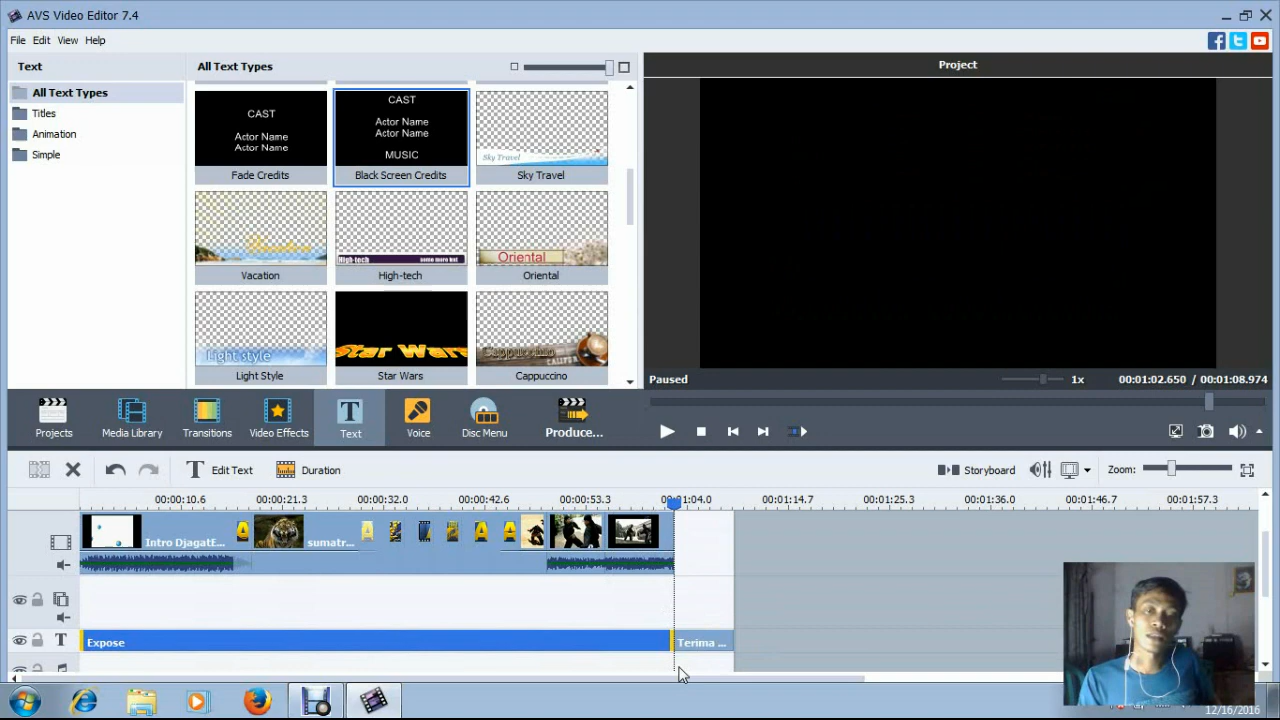 AVS Video Editor 7.4
File Edit View Help
Text
All Text Types
Project
All Text Types
Titles
Animation
Simple
CAST
Actor Name
Actor Name
Fade Credits
CAST
Actor Name
Actor Name
MUSIC
Black Screen Credits
Sky Travel
Sky Travel
Vacation
High-tech
some more text
High-tech
Oriental
Oriental
Light style
Light Style
Star Wars
Star Wars
Cappuccino
Cappuccino
Paused
1x
00:01:02.650 / 00:01:08.974
Projects
Media Library
Transitions
Video Effects
Text
Voice
Disc Menu
Produce...
Edit Text
Duration
Storyboard
Zoom:
00:00:10.6 00:00:21.3 00:00:32.0 00:00:42.6 00:00:53.3 00:01:04.0 00:01:14.7 00:01:25.3 00:01:36.0 00:01:46.7 00:01:57.3
Intro DjagatE...
sumatr...
Expose
Terima ...
12/16/2016